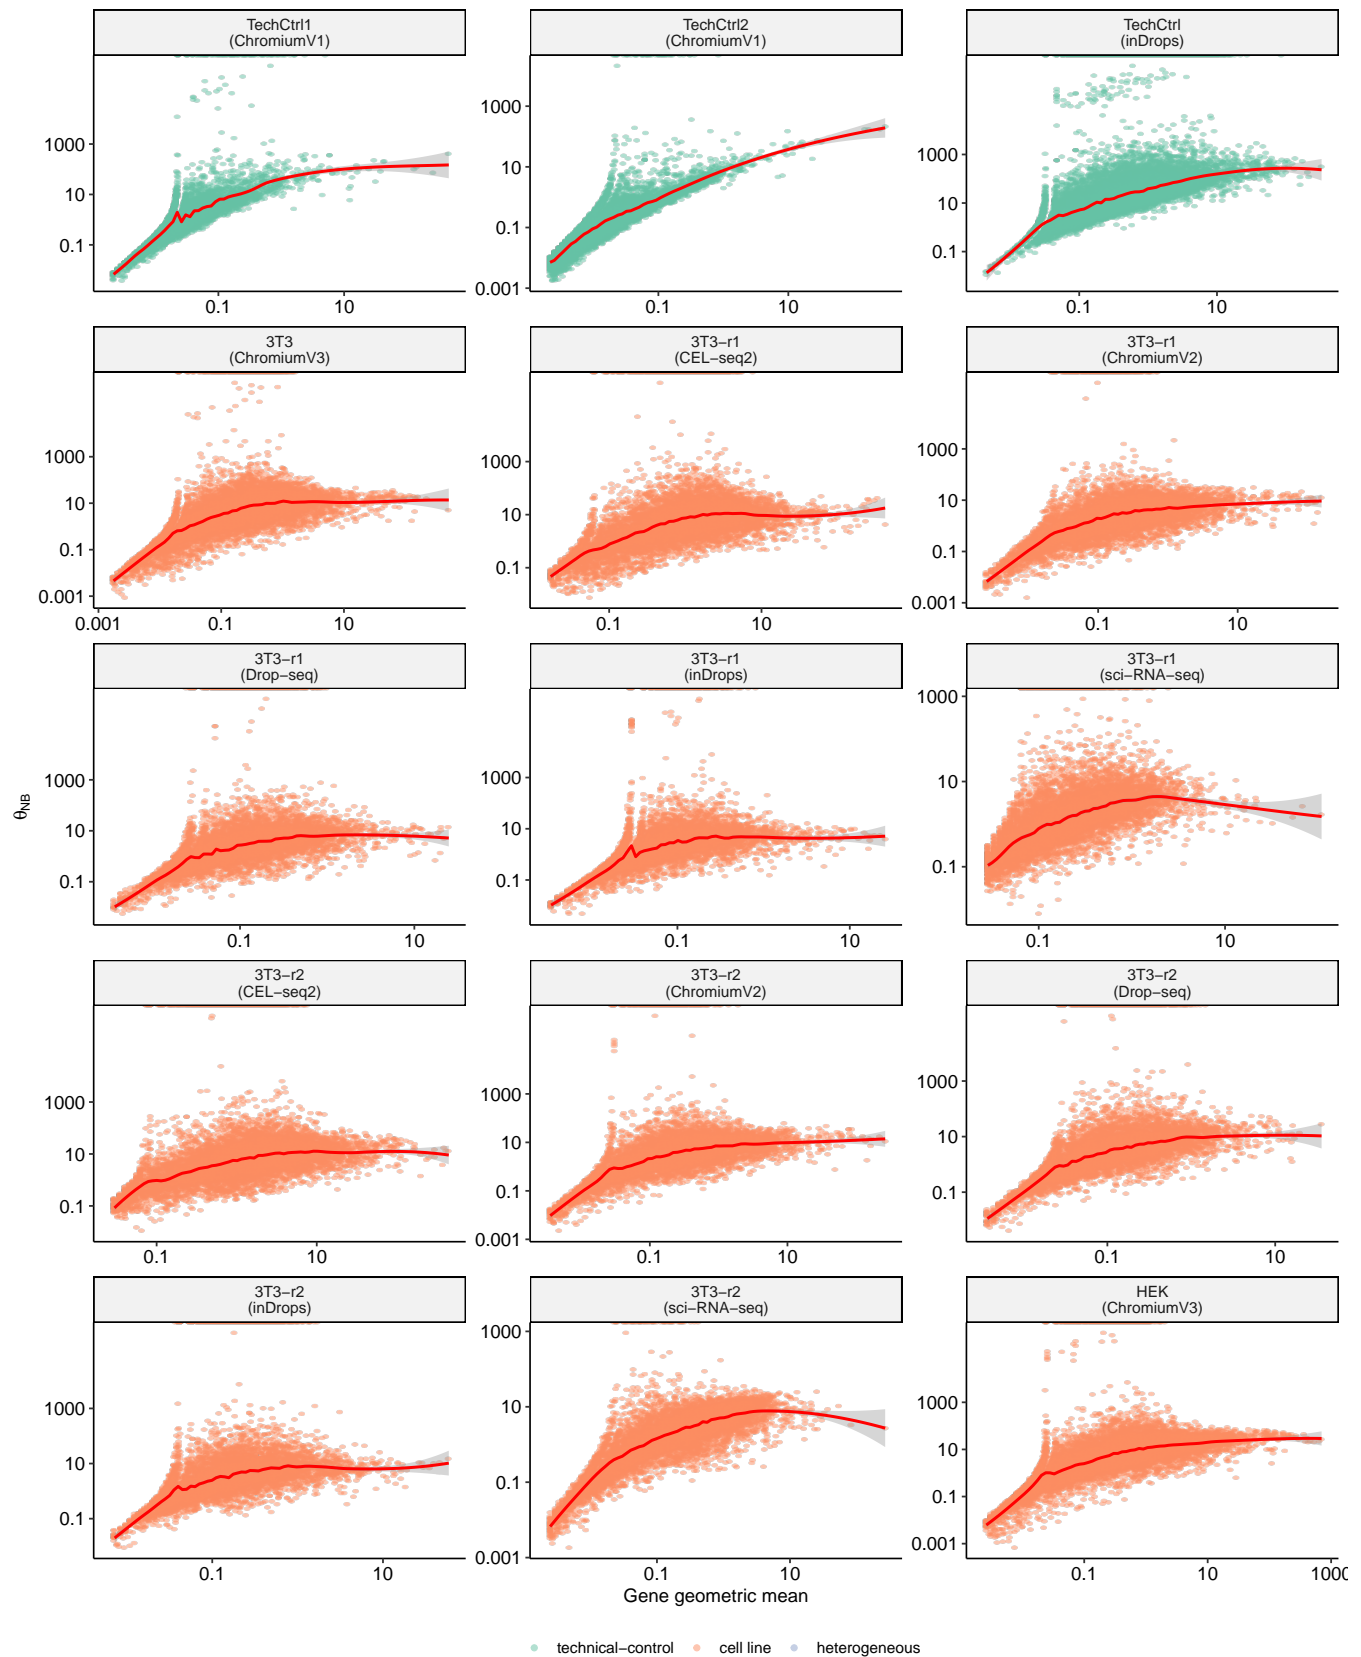 TechCtrl1
(ChromiumV1)
TechCtrl2
(ChromiumV1)
TechCtrl
(inDrops)
1000
10
0.1
0.1
10
1000
10
0.1
0.001
0.1
10
1000
10
0.1
0.1
10
3T3
(ChromiumV3)
3T3−r1
(CEL−seq2)
3T3−r1
(ChromiumV2)
1000
10
0.1
0.001
0.001
0.1
10
1000
10
0.1
0.1
10
1000
10
0.1
0.001
0.1
10
3T3−r1
(Drop−seq)
3T3−r1
(inDrops)
3T3−r1
(sci−RNA−seq)
1000
10
0.1
0.1
10
1000
10
0.1
0.1
10
1000
10
0.1
0.1
10
θNB
3T3−r2
(CEL−seq2)
3T3−r2
(ChromiumV2)
3T3−r2
(Drop−seq)
1000
10
0.1
0.1
10
1000
10
0.1
0.001
0.1
10
1000
10
0.1
0.1
10
3T3−r2
(inDrops)
3T3−r2
(sci−RNA−seq)
HEK
(ChromiumV3)
1000
10
0.1
0.1
10
1000
10
0.1
0.001
0.1
10
1000
10
0.1
0.001
0.1
10
1000
Gene geometric mean
technical−control
cell line
heterogeneous